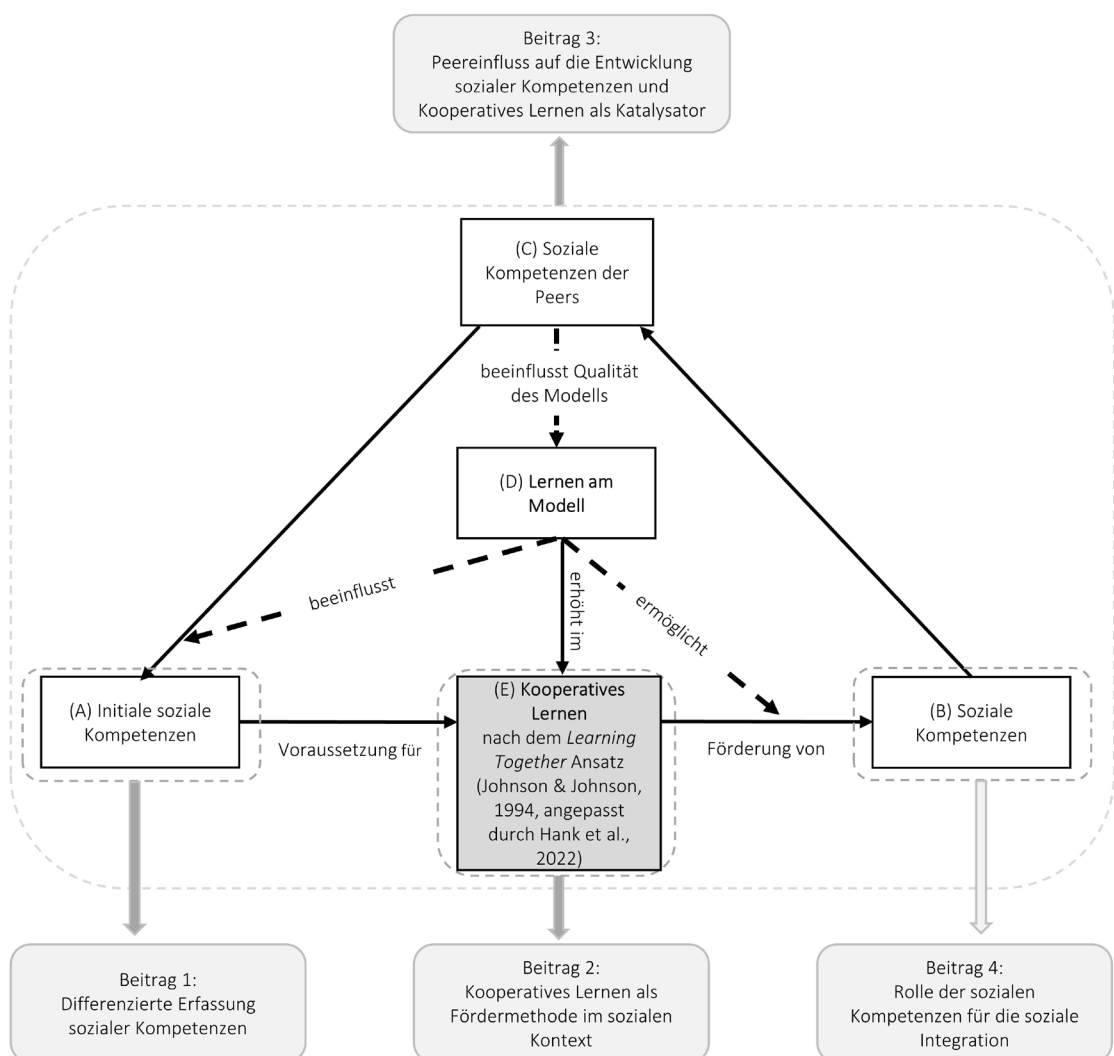 Beitrag 3:
Peereinfluss auf die Entwicklung
sozialer Kompetenzen und
Kooperatives Lernen als Katalysator
(C) Soziale
Kompetenzen der
Peers
beeinflusst Qualität
des Modells
(D) Lernen am
Modell
beeinflusst
erhöht im
ermöglicht
(A) Initiale soziale
Kompetenzen
Voraussetzung für
(E) Kooperatives
Lernen
nach dem Learning
Together Ansatz
(Johnson & Johnson,
1994, angepasst
durch Hank et al.,
2022)
Förderung von
(B) Soziale
Kompetenzen
Beitrag 1:
Differenzierte Erfassung
sozialer Kompetenzen
Beitrag 2:
Kooperatives Lernen als
Fördermethode im sozialen
Kontext
Beitrag 4:
Rolle der sozialen
Kompetenzen für die soziale
Integration